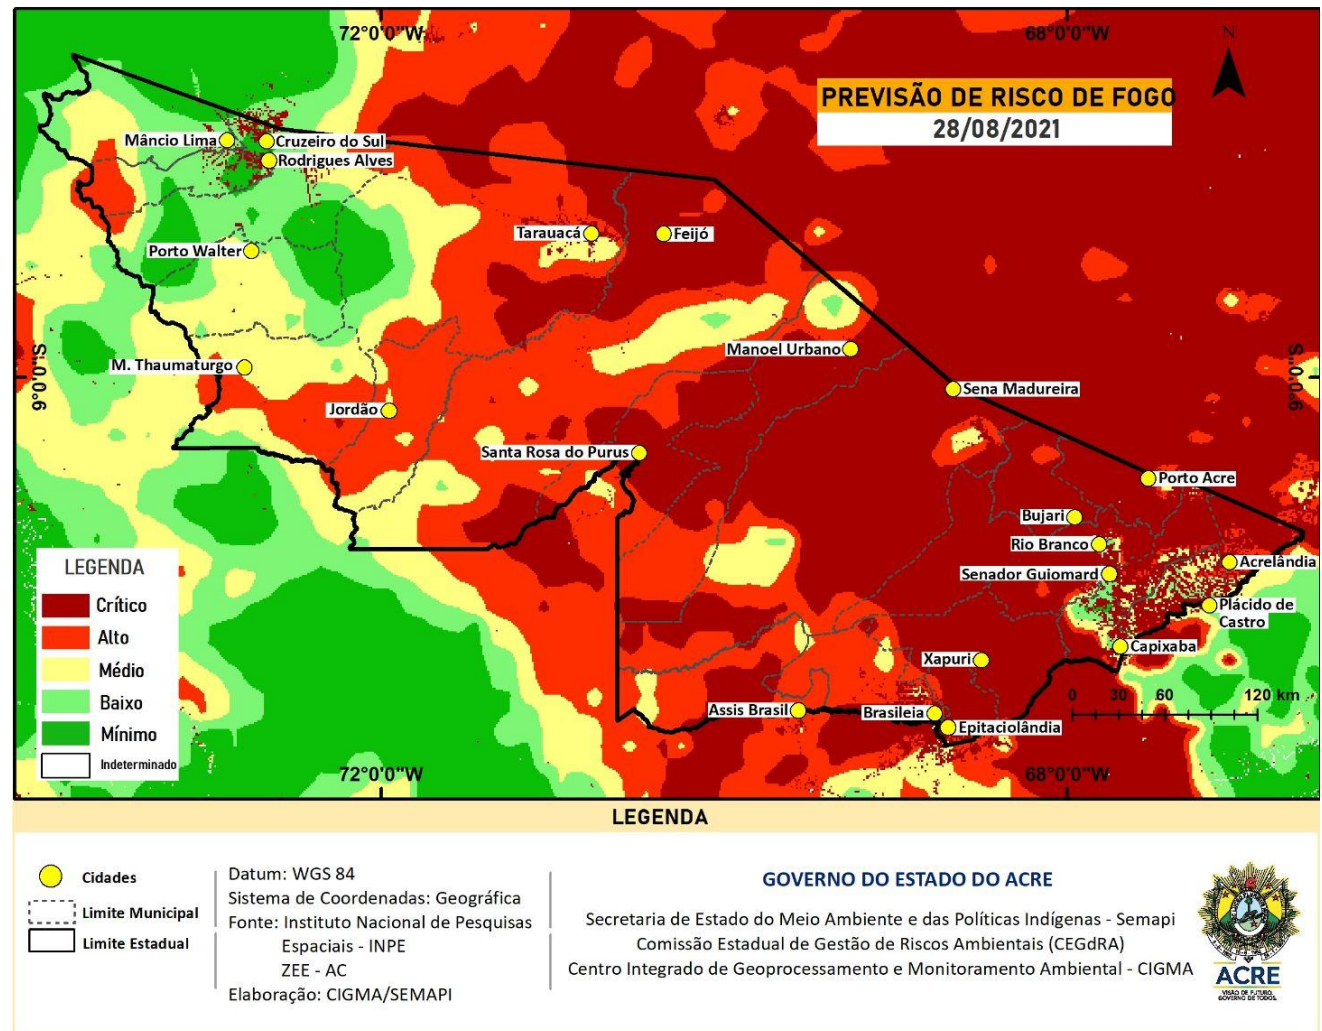 72°0'0"W
68°0'0"W
N
PREVISÃO DE RISCO DE FOGO
28/08/2021
Mâncio Lima
Cruzeiro do Sul
Rodrigues Alves
Porto Walter
Tarauacá
Feijó
Manoel Urbano
9°0'0"S
9°0'0"S
M. Thaumaturgo
Jordão
Sena Madureira
Santa Rosa do Purus
Porto Acre
Bujari
Rio Branco
Senador Guiomard
Acrelândia
Plácido de
Castro
Capixaba
Xapuri
Assis Brasil
Brasileia
Epitaciolândia
0 30 60 120 km
LEGENDA
Crítico
Alto
Médio
Baixo
Mínimo
Indeterminado
72°0'0"W
68°0'0"W
LEGENDA
Cidades
Limite Municipal
Limite Estadual
Datum: WGS 84
Sistema de Coordenadas: Geográfica
Fonte: Instituto Nacional de Pesquisas
Espaciais - INPE
ZEE - AC
Elaboração: CIGMA/SEMAPI
GOVERNO DO ESTADO DO ACRE
Secretaria de Estado do Meio Ambiente e das Políticas Indígenas - Semapi
Comissão Estadual de Gestão de Riscos Ambientais (CEGdRA)
Centro Integrado de Geoprocessamento e Monitoramento Ambiental - CIGMA
ACRE
VISÃO DE FUTURO.
GOVERNO DE TODOS.